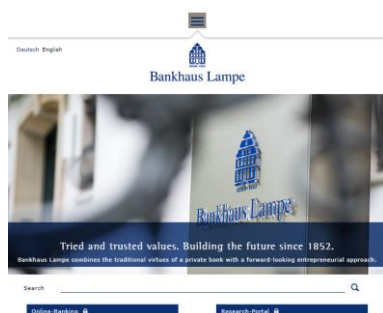 Deutsch English
Bankhaus Lampe
Bankhaus Lampe
Tried and trusted values. Building the future since 1852.
Bankhaus Lampe combines the traditional virtues of a private bank with a forward-looking entrepreneurial approach.
Search
Online-Banking
Research-Portal